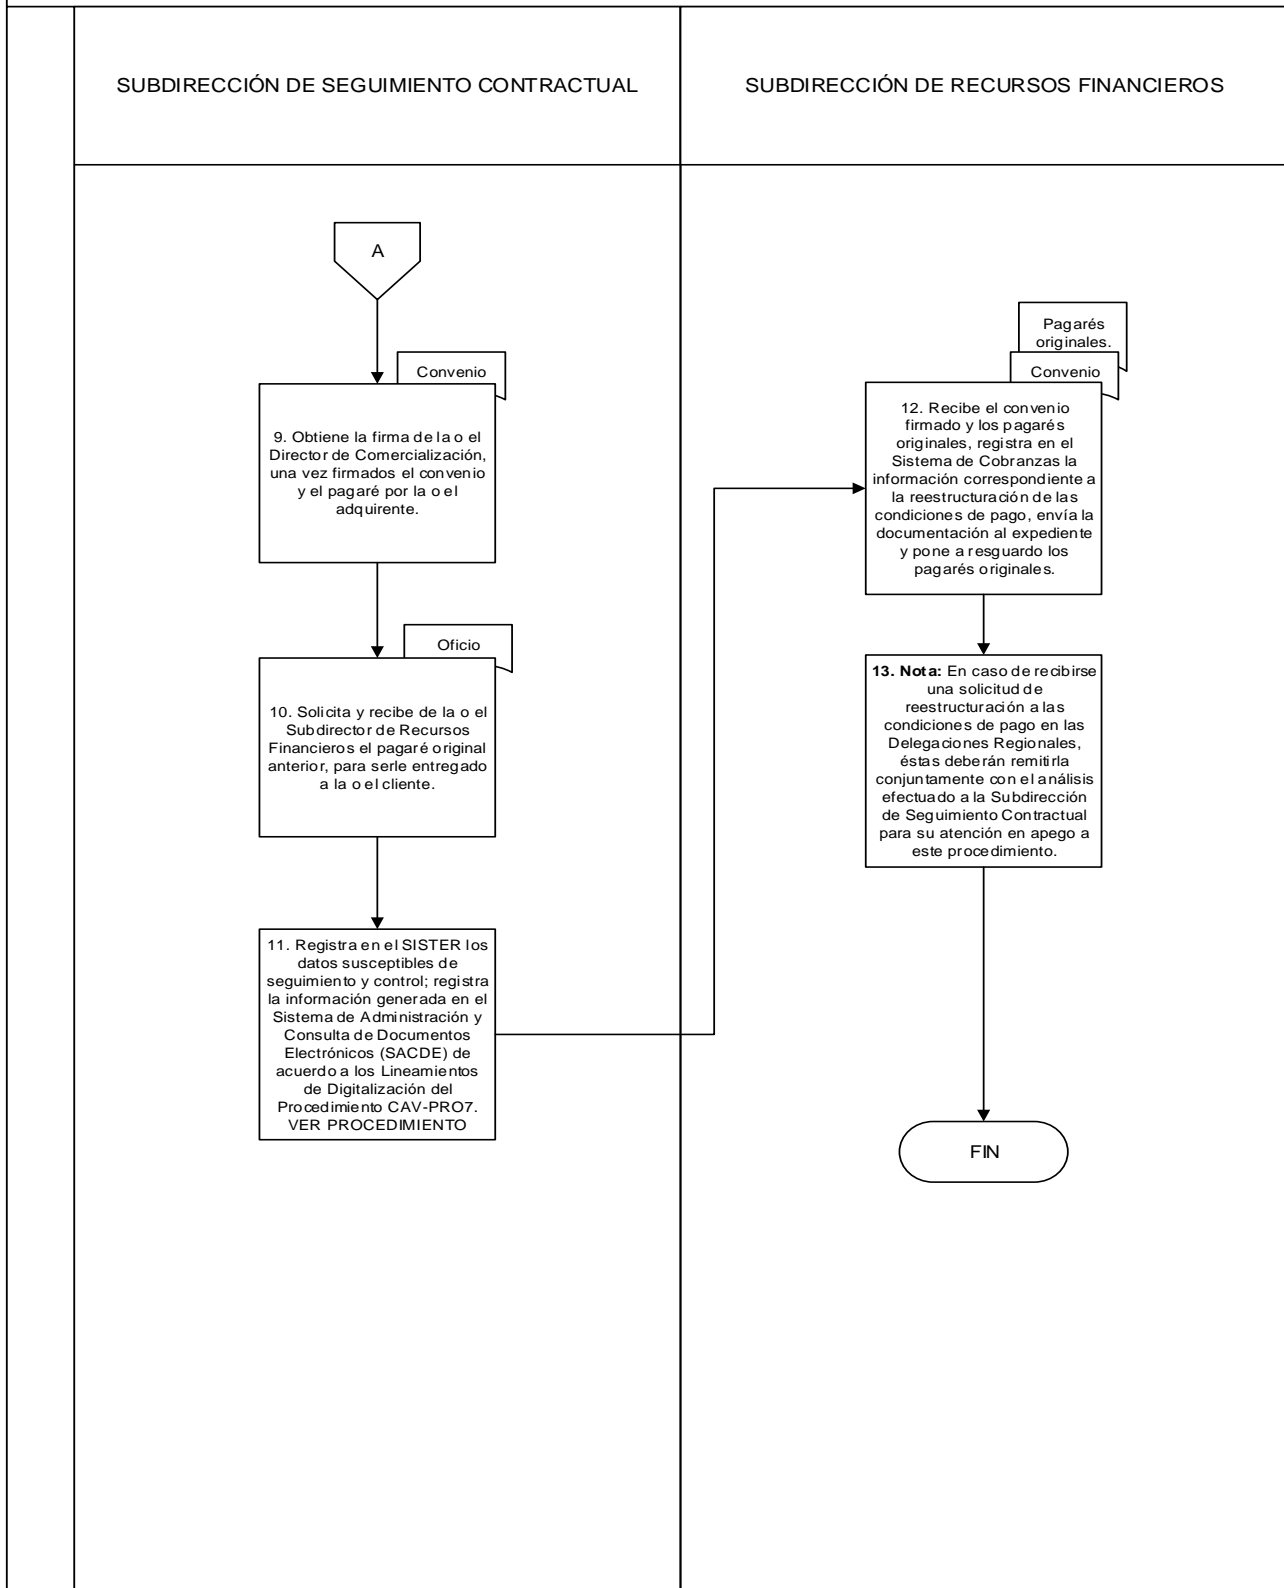 SUBDIRECCIÓN DE SEGUIMIENTO CONTRACTUAL
SUBDIRECCIÓN DE RECURSOS FINANCIEROS
A
Convenio
9. Obtiene la firma de la o el
Director de Comercialización,
una vez firmados el convenio
y el pagaré por la o el
adquirente.
Oficio
10. Solicita y recibe de la o el
Subdirector de Recursos
Financieros el pagaré original
anterior, para serle entregado
a la o el cliente.
11. Registra en el SISTER los
datos susceptibles de
seguimiento y control; registra
la información generada en el
Sistema de Administración y
Consulta de Documentos
Electrónicos (SACDE) de
acuerdo a los Lineamientos
de Digitalización del
Procedimiento CAV-PRO7.
VER PROCEDIMIENTO
Pagarés
originales.
Convenio
12. Recibe el convenio
firmado y los pagarés
originales, registra en el
Sistema de Cobranzas la
información correspondiente a
la reestructuración de las
condiciones de pago, envía la
documentación al expediente
y pone a resguardo los
pagarés originales.
13. Nota: En caso de recibirse
una solicitud de
reestructuración a las
condiciones de pago en las
Delegaciones Regionales,
éstas deberán remitirla
conjuntamente con el análisis
efectuado a la Subdirección
de Seguimiento Contractual
para su atención en apego a
este procedimiento.
FIN